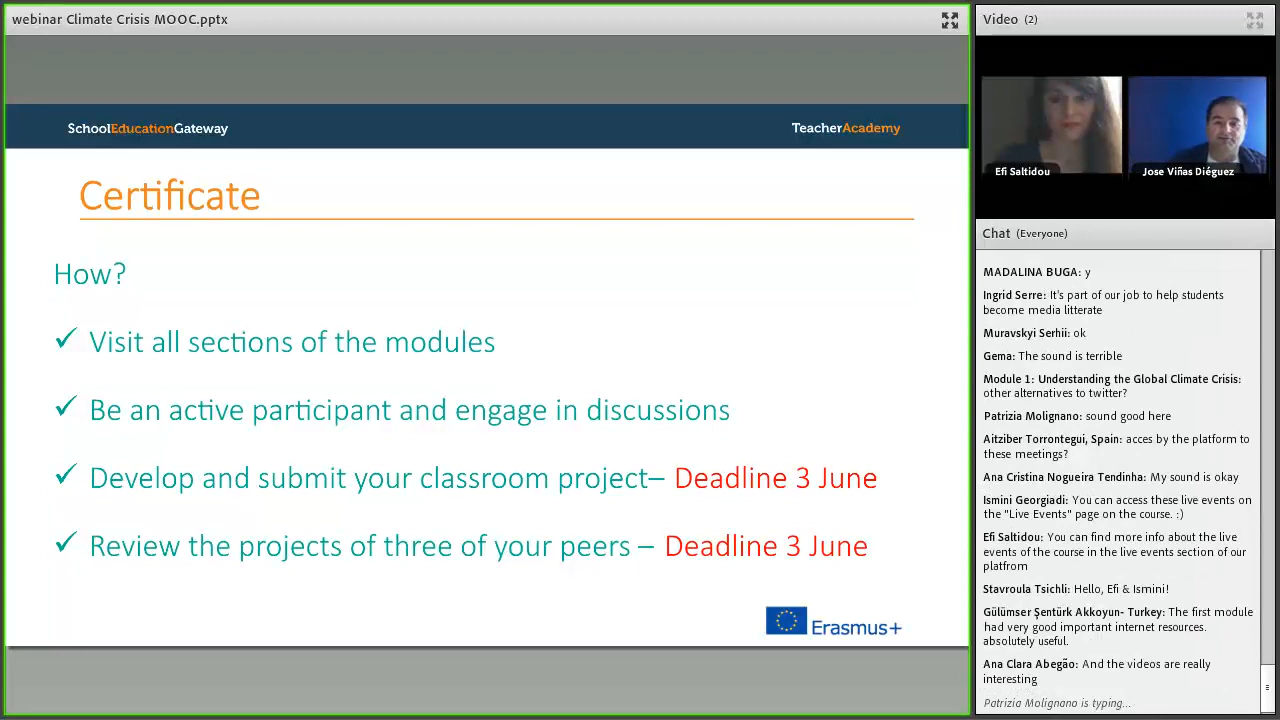 webinar Climate Crisis MOOC.pptx
SchoolEducationGateway
TeacherAcademy
Certificate
How?
✓ Visit all sections of the modules
✓ Be an active participant and engage in discussions
✓ Develop and submit your classroom project– Deadline 3 June
✓ Review the projects of three of your peers – Deadline 3 June
Erasmus+
Video (2)
Efi Saltidou
Jose Viñas Diéguez
Chat (Everyone)
MADALINA BUGA: y
Ingrid Serre: It's part of our job to help students
become media litterate
Muravskyi Serhii: ok
Gema: The sound is terrible
Module 1: Understanding the Global Climate Crisis:
other alternatives to twitter?
Patrizia Molignano: sound good here
Aitziber Torrontegui, Spain: acces by the platform to
these meetings?
Ana Cristina Nogueira Tendinha: My sound is okay
Ismini Georgiadi: You can access these live events on
the "Live Events" page on the course. :)
Efi Saltidou: You can find more info about the live
events of the course in the live events section of our
platfrom
Stavroula Tsichli: Hello, Efi & Ismini!
Gülümser Şentürk Akkoyun- Turkey: The first module
had very good important internet resources.
absolutely useful.
Ana Clara Abegão: And the videos are really
interesting
Patrizia Molignano is typing...